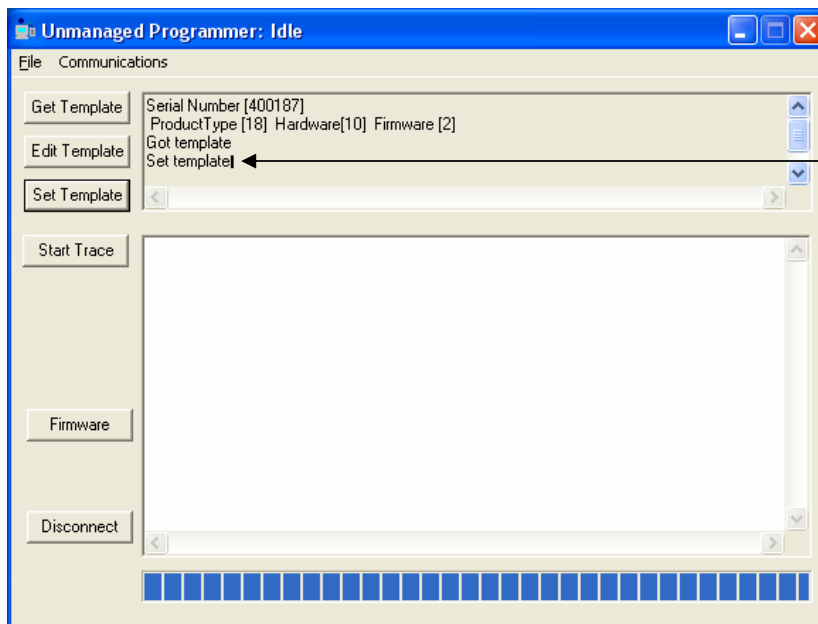 Unmanaged Programmer: Idle
File Communications
Get Template
Edit Template
Set Template
Serial Number [400187]
ProductType [18] Hardware[10] Firmware [2]
Got template
Set template
Start Trace
Firmware
Disconnect